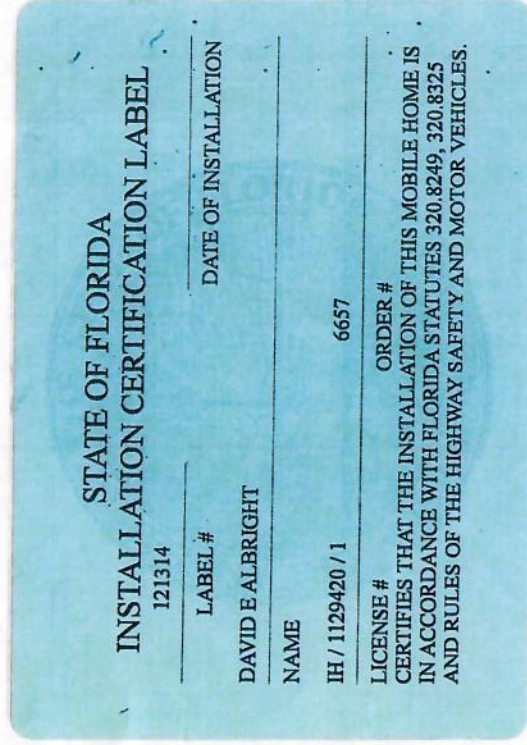 STATE OF FLORIDA
INSTALLATION CERTIFICATION LABEL
121314
LABEL # DATE OF INSTALLATION
DAVID E ALBRIGHT
NAME
IH / 1129420 / 1 6657
LICENSE # ORDER #
CERTIFIES THAT THE INSTALLATION OF THIS MOBILE HOME IS
IN ACCORDANCE WITH FLORIDA STATUTES 320.8249, 320.8325
AND RULES OF THE HIGHWAY SAFETY AND MOTOR VEHICLES.